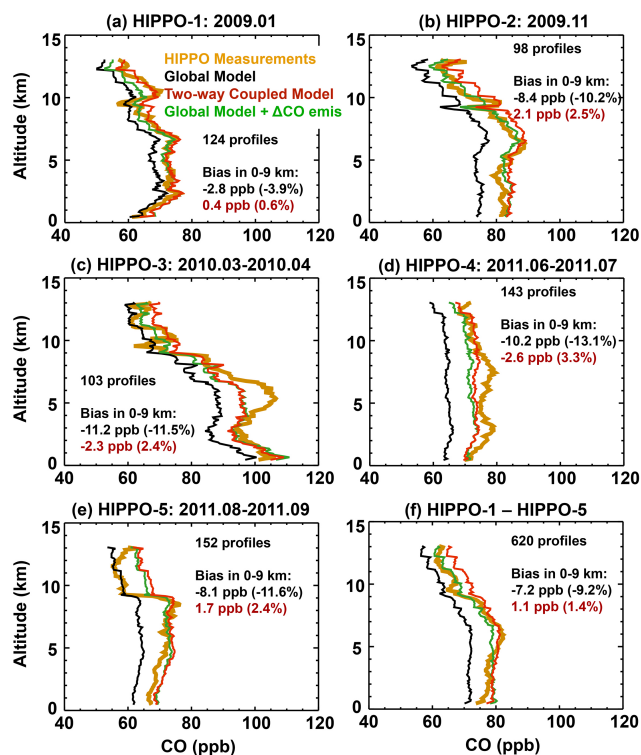 (a) HIPPO-1: 2009.01
HIPPO Measurements
Global Model
Two-way Coupled Model
Global Model + ΔCO emis
124 profiles
Bias in 0-9 km:
-2.8 ppb (-3.9%)
0.4 ppb (0.6%)
Altitude (km)
15
10
5
0
40 60 80 100 120
(b) HIPPO-2: 2009.11
98 profiles
Bias in 0-9 km:
-8.4 ppb (-10.2%)
2.1 ppb (2.5%)
15
10
5
0
40 60 80 100 120
(c) HIPPO-3: 2010.03-2010.04
103 profiles
Bias in 0-9 km:
-11.2 ppb (-11.5%)
-2.3 ppb (2.4%)
Altitude (km)
15
10
5
0
40 60 80 100 120
(d) HIPPO-4: 2011.06-2011.07
143 profiles
Bias in 0-9 km:
-10.2 ppb (-13.1%)
-2.6 ppb (3.3%)
15
10
5
0
40 60 80 100 120
(e) HIPPO-5: 2011.08-2011.09
152 profiles
Bias in 0-9 km:
-8.1 ppb (-11.6%)
1.7 ppb (2.4%)
Altitude (km)
15
10
5
0
40 60 80 100 120
CO (ppb)
(f) HIPPO-1 – HIPPO-5
620 profiles
Bias in 0-9 km:
-7.2 ppb (-9.2%)
1.1 ppb (1.4%)
15
10
5
0
40 60 80 100 120
CO (ppb)